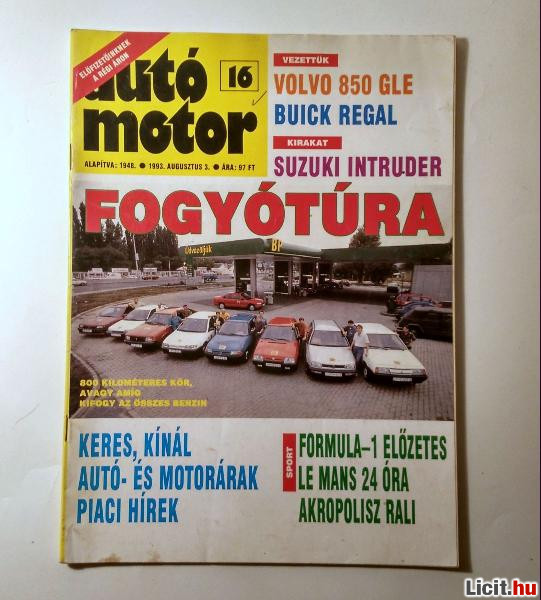 ELŐFIZETŐINKNEK
A RÉGI ÁRON
autó
motor
16
ALAPÍTVA: 1948. ● 1993. AUGUSZTUS 3. ● ÁRA: 97 FT
VEZETTÜK
VOLVO 850 GLE
BUICK REGAL
KIRAKAT
SUZUKI INTRUDER
FOGYÓTÚRA
Üdvözöljük
BP
800 KILOMÉTERES KÖR,
AVAGY AMÍG
KIFOGY AZ ÖSSZES BENZIN
KERES, KÍNÁL
AUTÓ- ÉS MOTORÁRAK
PIACI HÍREK
SPORT
FORMULA–1 ELŐZETES
LE MANS 24 ÓRA
AKROPOLISZ RALI
Licit.hu